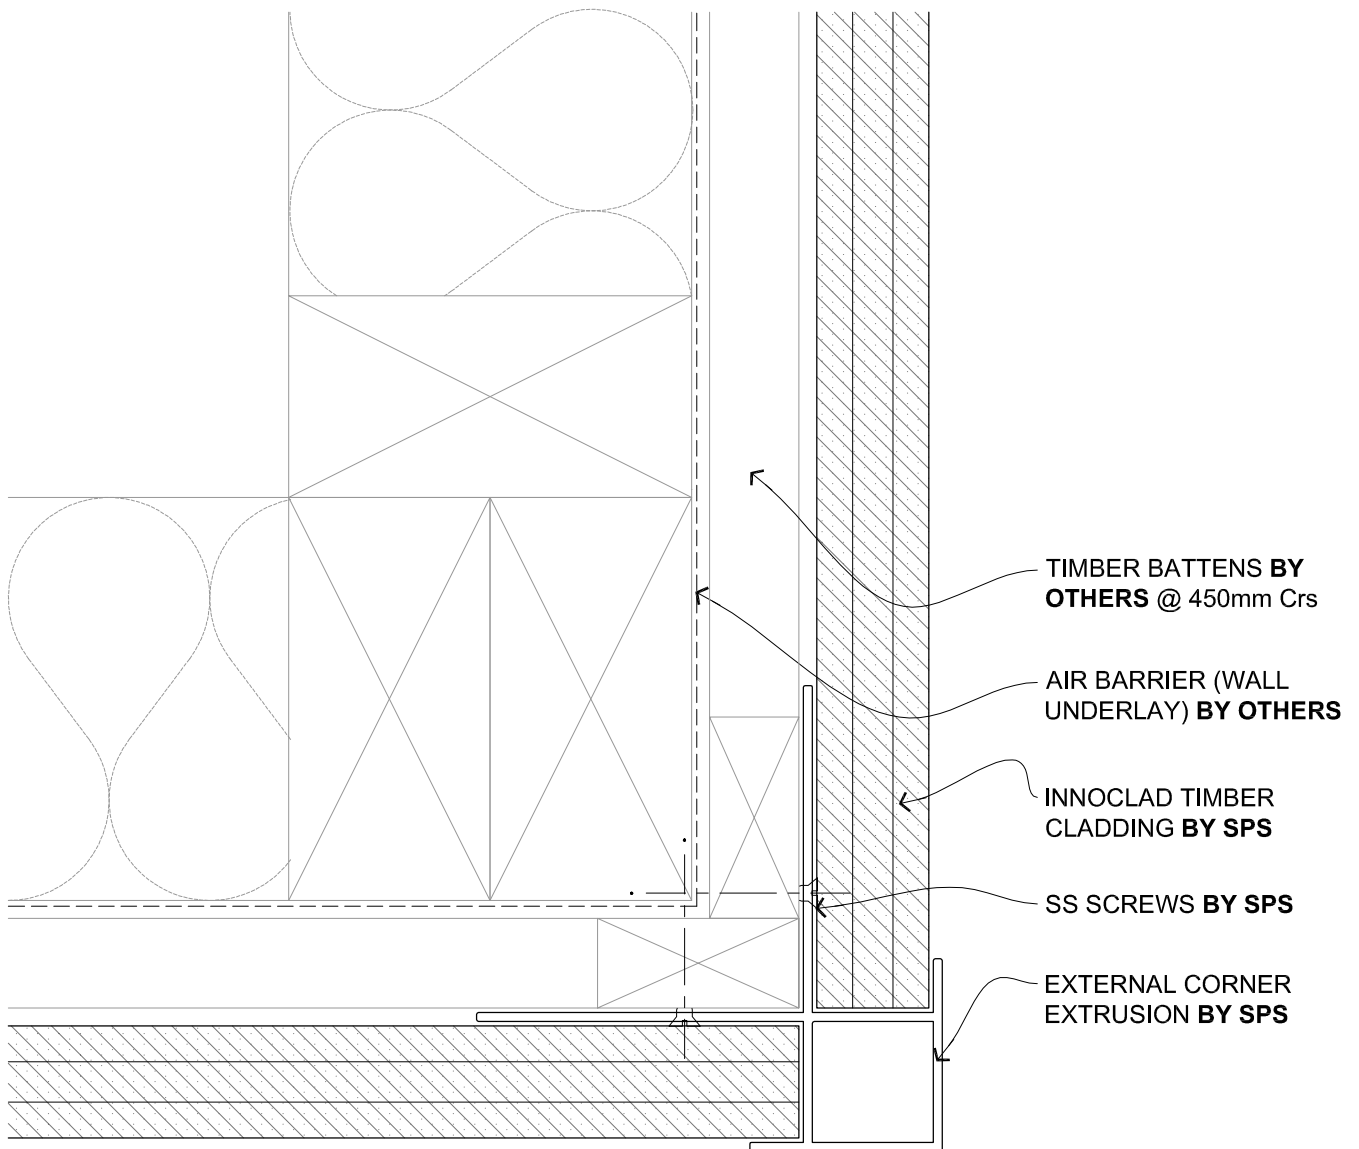 TIMBER BATTENS BY
OTHERS @ 450mm Crs
AIR BARRIER (WALL
UNDERLAY) BY OTHERS
INNOCLAD TIMBER
CLADDING BY SPS
SS SCREWS BY SPS
EXTERNAL CORNER
EXTRUSION BY SPS